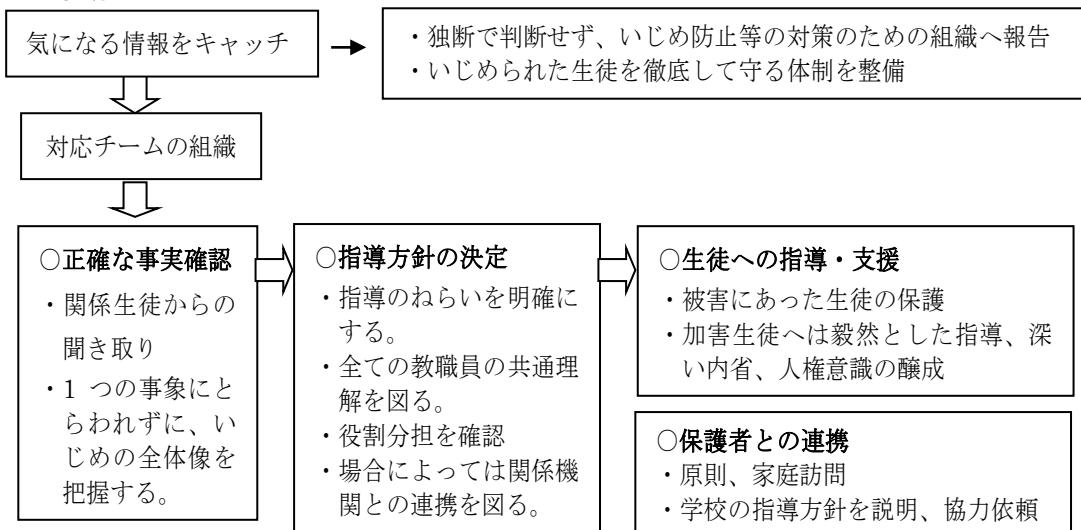 気になる情報をキャッチ
・独断で判断せず、いじめ防止等の対策のための組織へ報告
・いじめられた生徒を徹底して守る体制を整備
対応チームの組織
○正確な事実確認
・関係生徒からの
聞き取り
・1 つの事象にと
らわれずに、い
じめの全体像を
把握する。
○指導方針の決定
・指導のねらいを明確に
する。
・全ての教職員の共通理
解を図る。
・役割分担を確認
・場合によっては関係機
関との連携を図る。
○生徒への指導・支援
・被害にあった生徒の保護
・加害生徒へは毅然とした指導、深
い内省、人権意識の醸成
○保護者との連携
・原則、家庭訪問
・学校の指導方針を説明、協力依頼